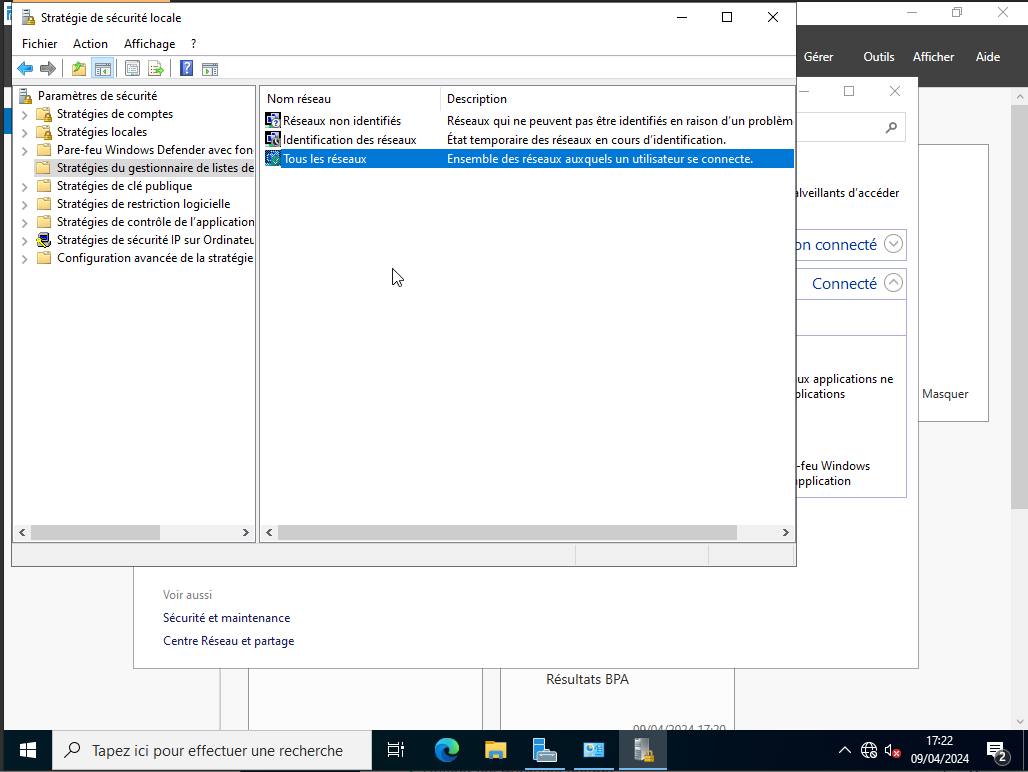 Stratégie de sécurité locale
Fichier Action Affichage ?
Gérer Outils Afficher Aide
Paramètres de sécurité
Stratégies de comptes
Stratégies locales
Pare-feu Windows Defender avec fon
Stratégies du gestionnaire de listes de
Stratégies de clé publique
Stratégies de restriction logicielle
Stratégies de contrôle de l'application
Stratégies de sécurité IP sur Ordinateu
Configuration avancée de la stratégie
Nom réseau Description
Réseaux non identifiés Réseaux qui ne peuvent pas être identifiés en raison d'un problèm
Identification des réseaux État temporaire des réseaux en cours d'identification.
Tous les réseaux Ensemble des réseaux auxquels un utilisateur se connecte.
alveillants d'accéder
on connecté
Connecté
ux applications ne
plications
Masquer
-feu Windows
application
Voir aussi
Sécurité et maintenance
Centre Réseau et partage
Résultats BPA
09/04/2024 17:20
Tapez ici pour effectuer une recherche
17:22
09/04/2024
2